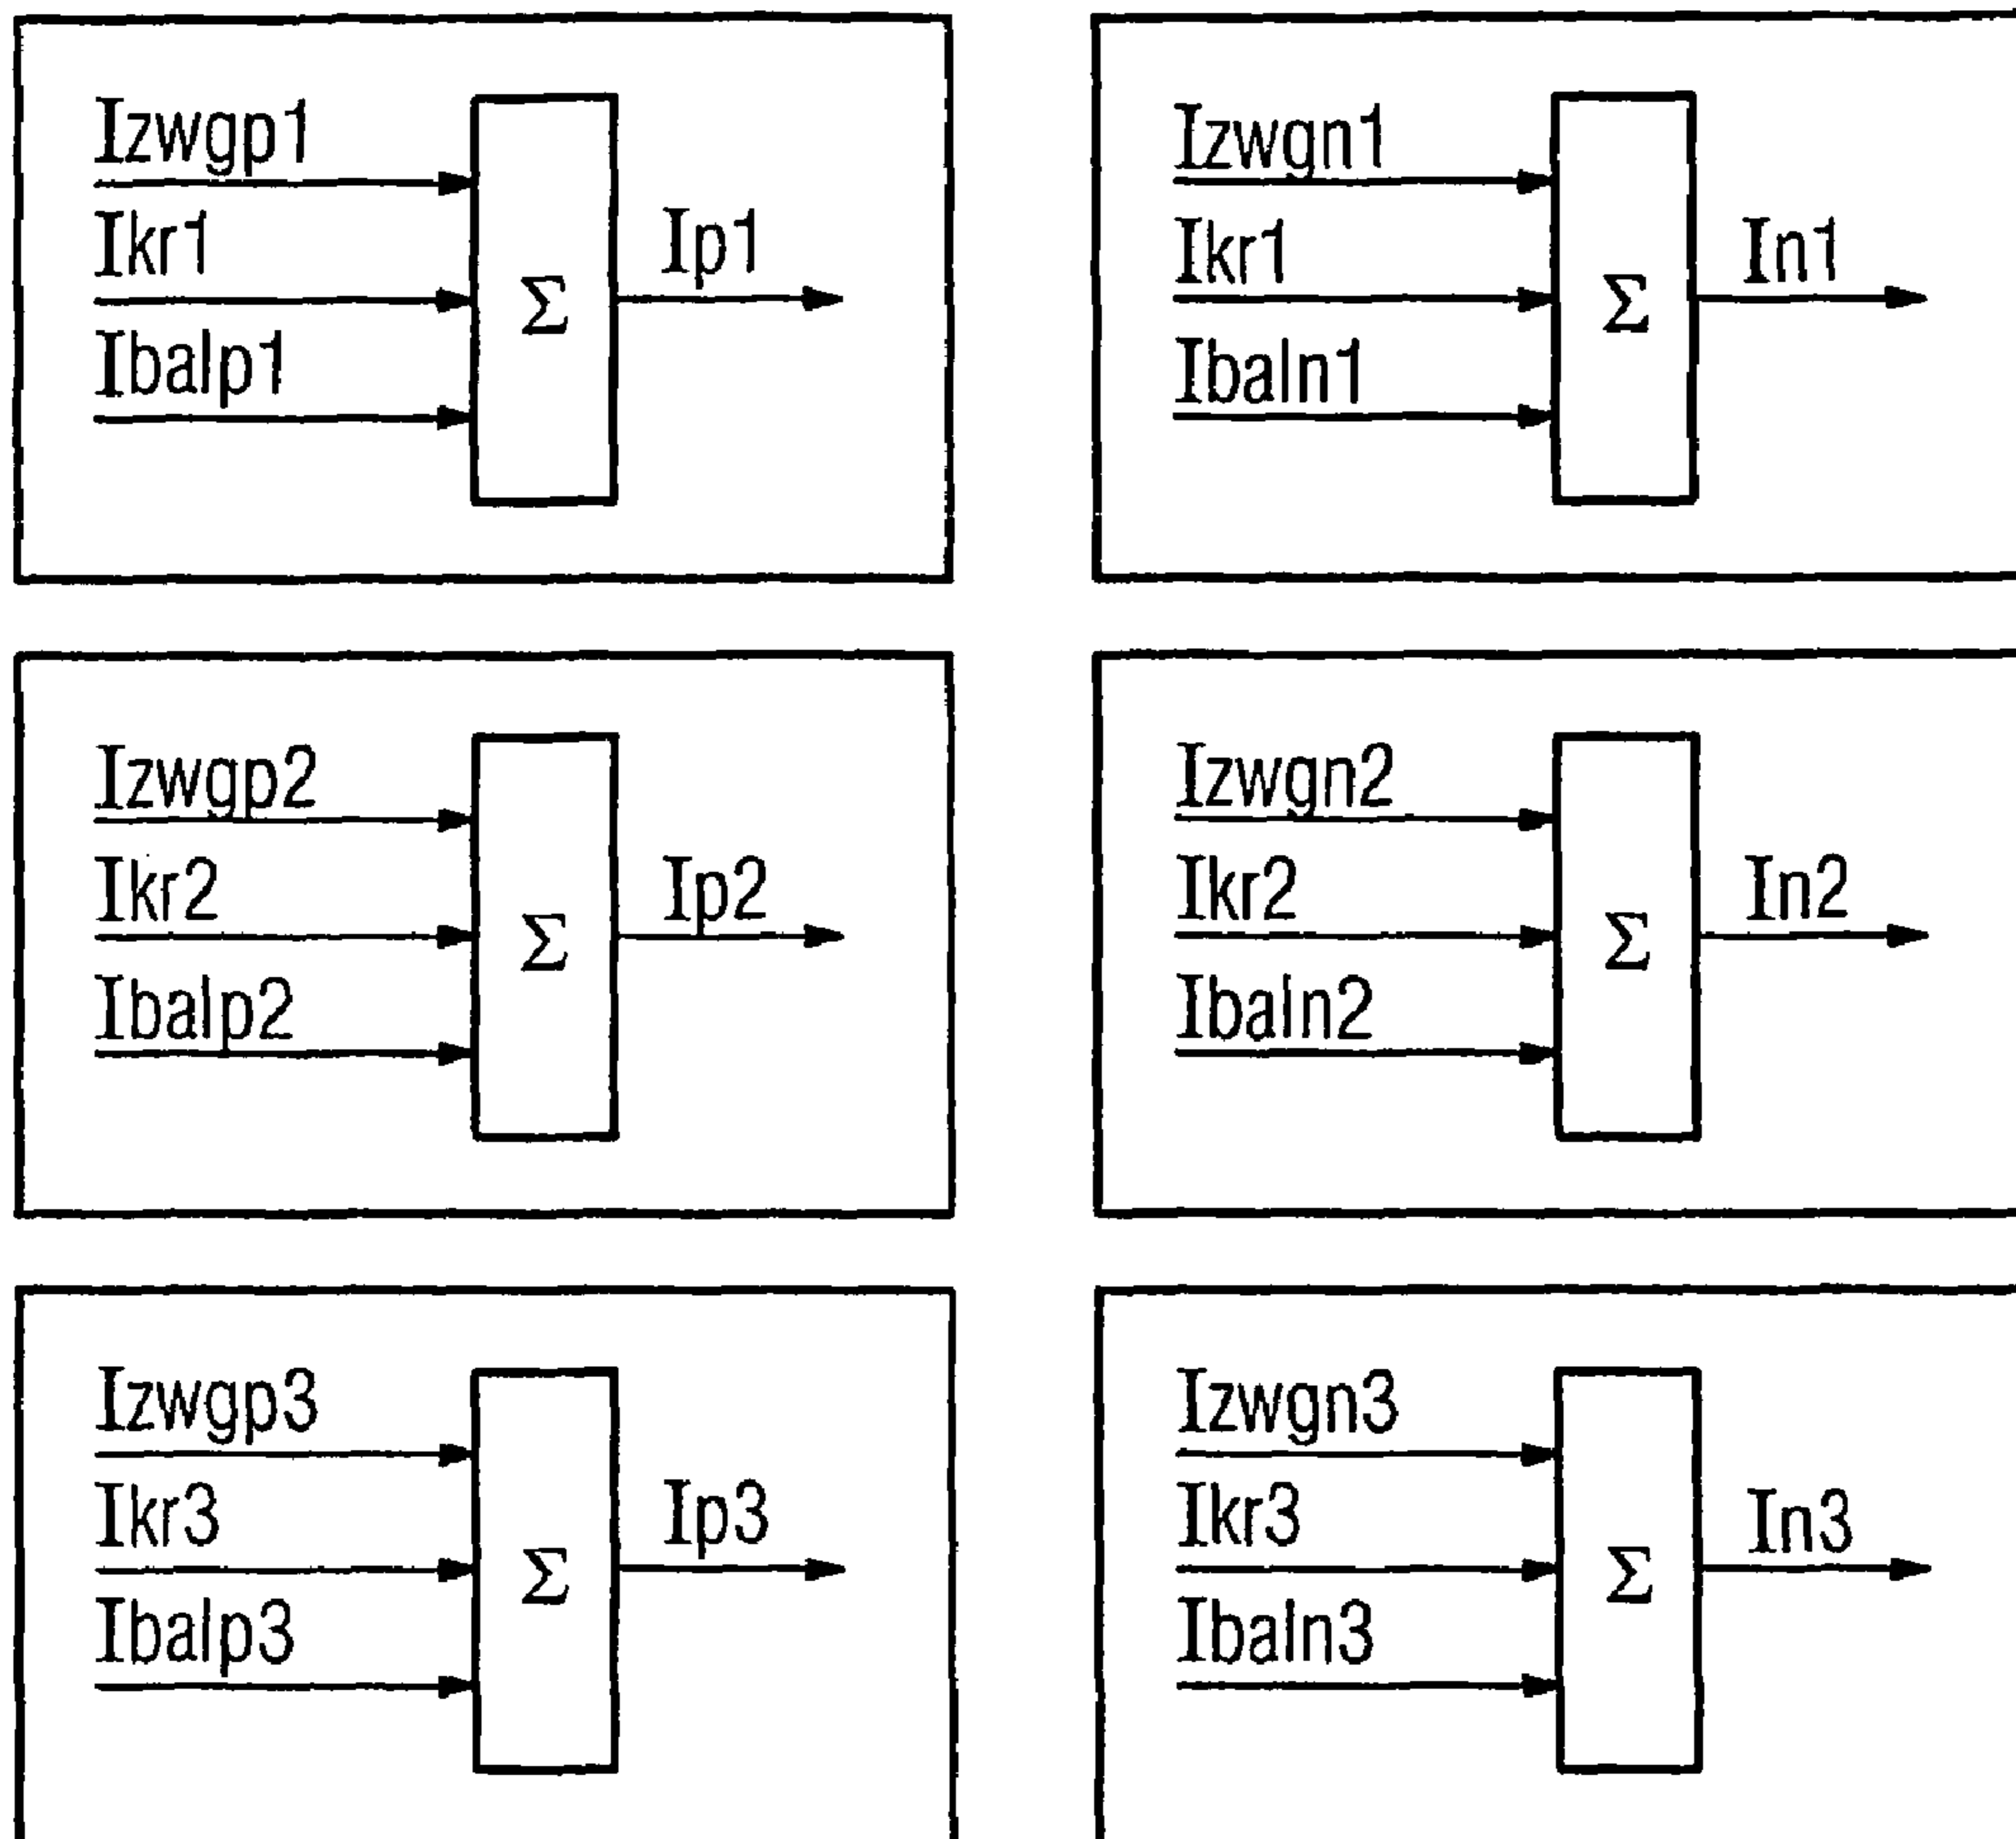 Izwgp1
Ikr1
Ibalp1
Σ
Ip1
Izwgn1
Ikr1
Ibaln1
Σ
In1
Izwgp2
Ikr2
Ibalp2
Σ
Ip2
Izwgn2
Ikr2
Ibaln2
Σ
In2
Izwgp3
Ikr3
Ibalp3
Σ
Ip3
Izwgn3
Ikr3
Ibaln3
Σ
In3